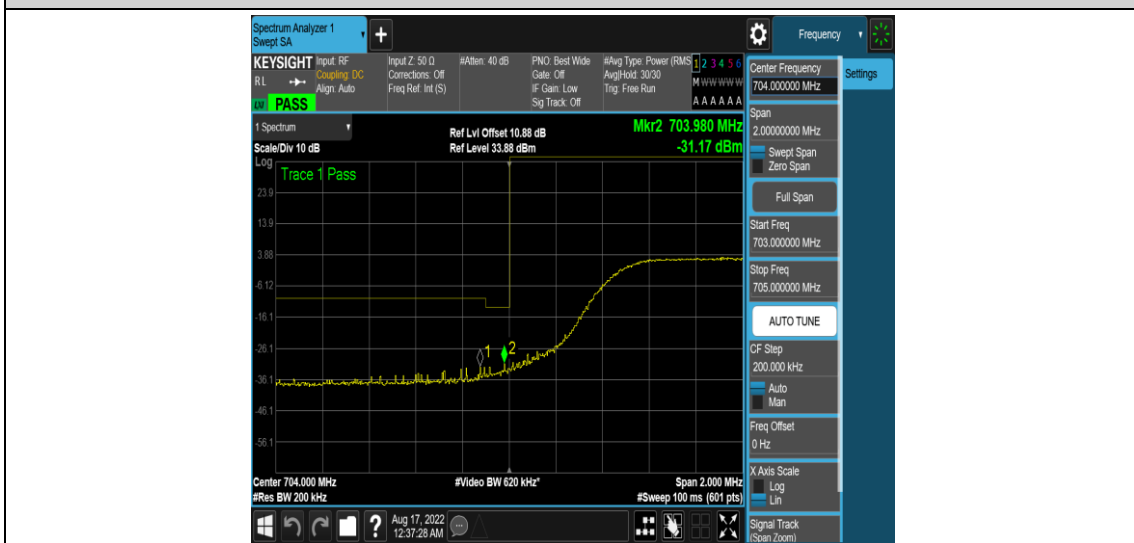 Spectrum Analyzer 1
Swept SA
+
Frequency
KEYSIGHT
RL
LXI PASS
Input: RF
Coupling: DC
Align: Auto
Input Z: 50 Ω
Corrections: Off
Freq Ref: Int (S)
#Atten: 40 dB
PNO: Best Wide
Gate: Off
IF Gain: Low
Sig Track: Off
#Avg Type: Power (RMS
Avg|Hold: 30/30
Trig: Free Run
1 2 3 4 5 6
M W W W W W
A A A A A A
1 Spectrum
Scale/Div 10 dB
Ref Lvl Offset 10.88 dB
Ref Level 33.88 dBm
Mkr2 703.980 MHz
-31.17 dBm
Log
Trace 1 Pass
23.9
13.9
3.88
-6.12
-16.1
-26.1
-36.1
-46.1
-56.1
1
2
Center 704.000 MHz
#Res BW 200 kHz
#Video BW 620 kHz*
Span 2.000 MHz
#Sweep 100 ms (601 pts)
?
Aug 17, 2022
12:37:28 AM
Center Frequency
704.000000 MHz
Settings
Span
2.00000000 MHz
Swept Span
Zero Span
Full Span
Start Freq
703.000000 MHz
Stop Freq
705.000000 MHz
AUTO TUNE
CF Step
200.000 kHz
Auto
Man
Freq Offset
0 Hz
X Axis Scale
Log
Lin
Signal Track
(Span Zoom)